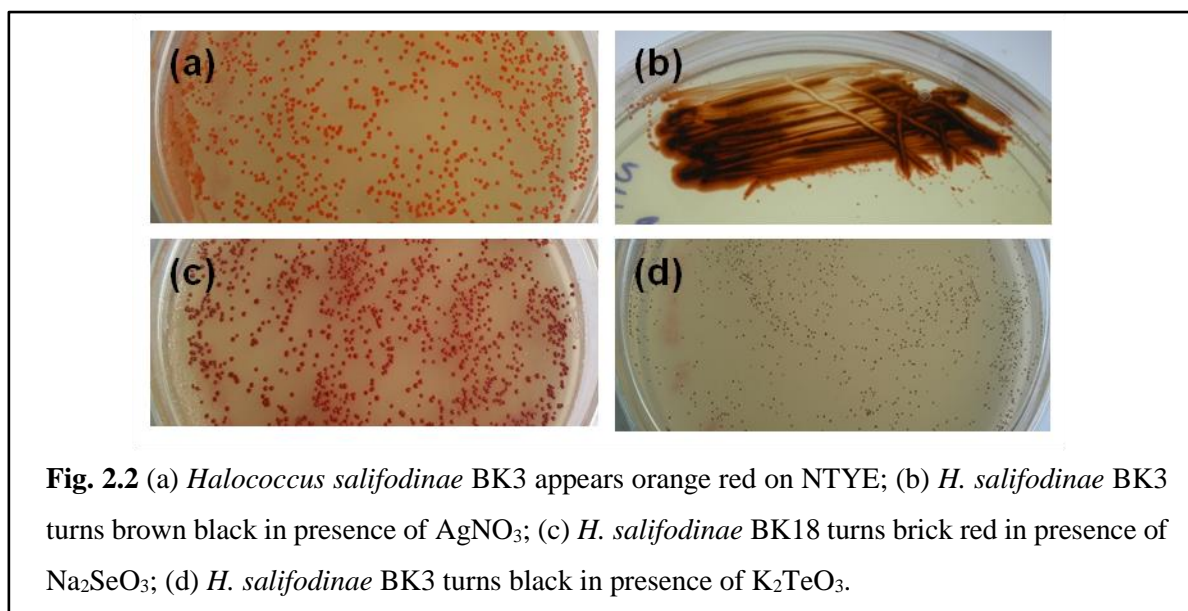 (a)
(b)
(c)
(d)
Fig. 2.2 (a) Halococcus salifodinae BK3 appears orange red on NTYE; (b) H. salifodinae BK3
turns brown black in presence of AgNO₃; (c) H. salifodinae BK18 turns brick red in presence of
Na₂SeO₃; (d) H. salifodinae BK3 turns black in presence of K₂TeO₃.